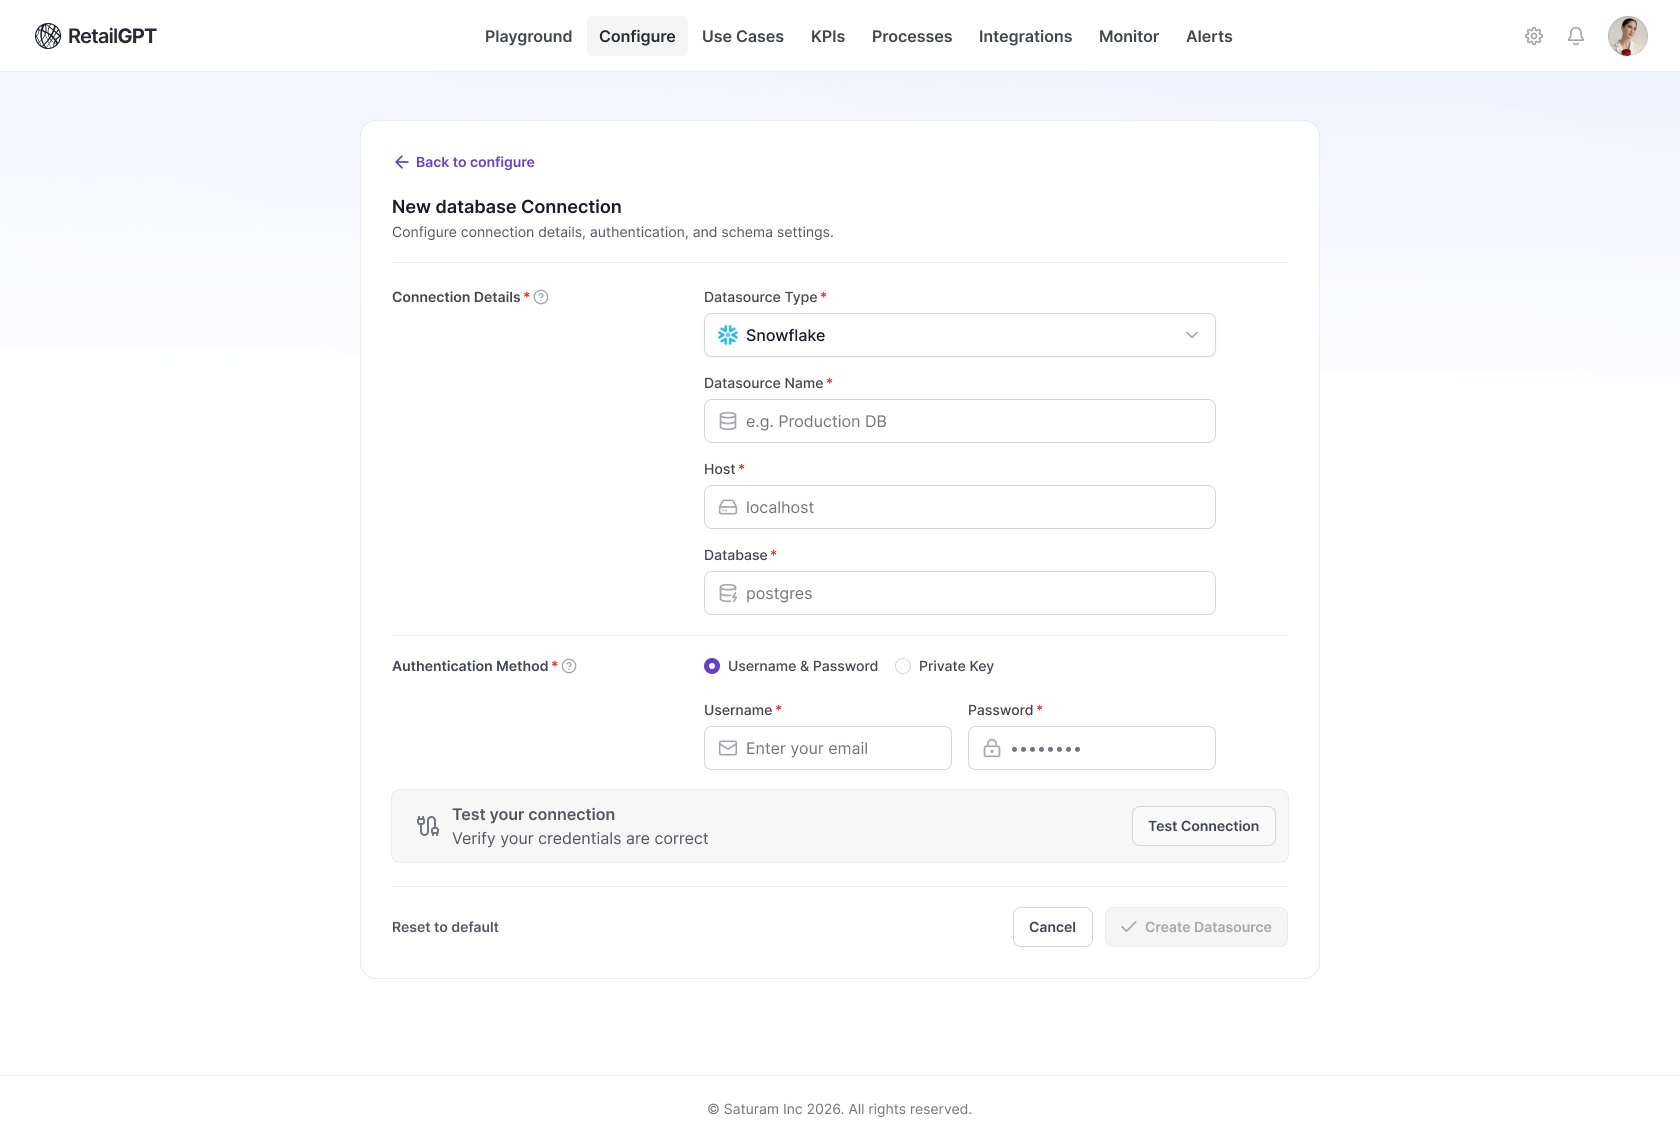 RetailGPT
Playground
Configure
Use Cases
KPIs
Processes
Integrations
Monitor
Alerts
Back to configure
New database Connection
Configure connection details, authentication, and schema settings.
Connection Details *
Datasource Type *
Snowflake
Datasource Name *
e.g. Production DB
Host *
localhost
Database *
postgres
Authentication Method *
Username & Password
Private Key
Username *
Password *
Enter your email
••••••••
Test your connection
Verify your credentials are correct
Test Connection
Reset to default
Cancel
Create Datasource
© Saturam Inc 2026. All rights reserved.